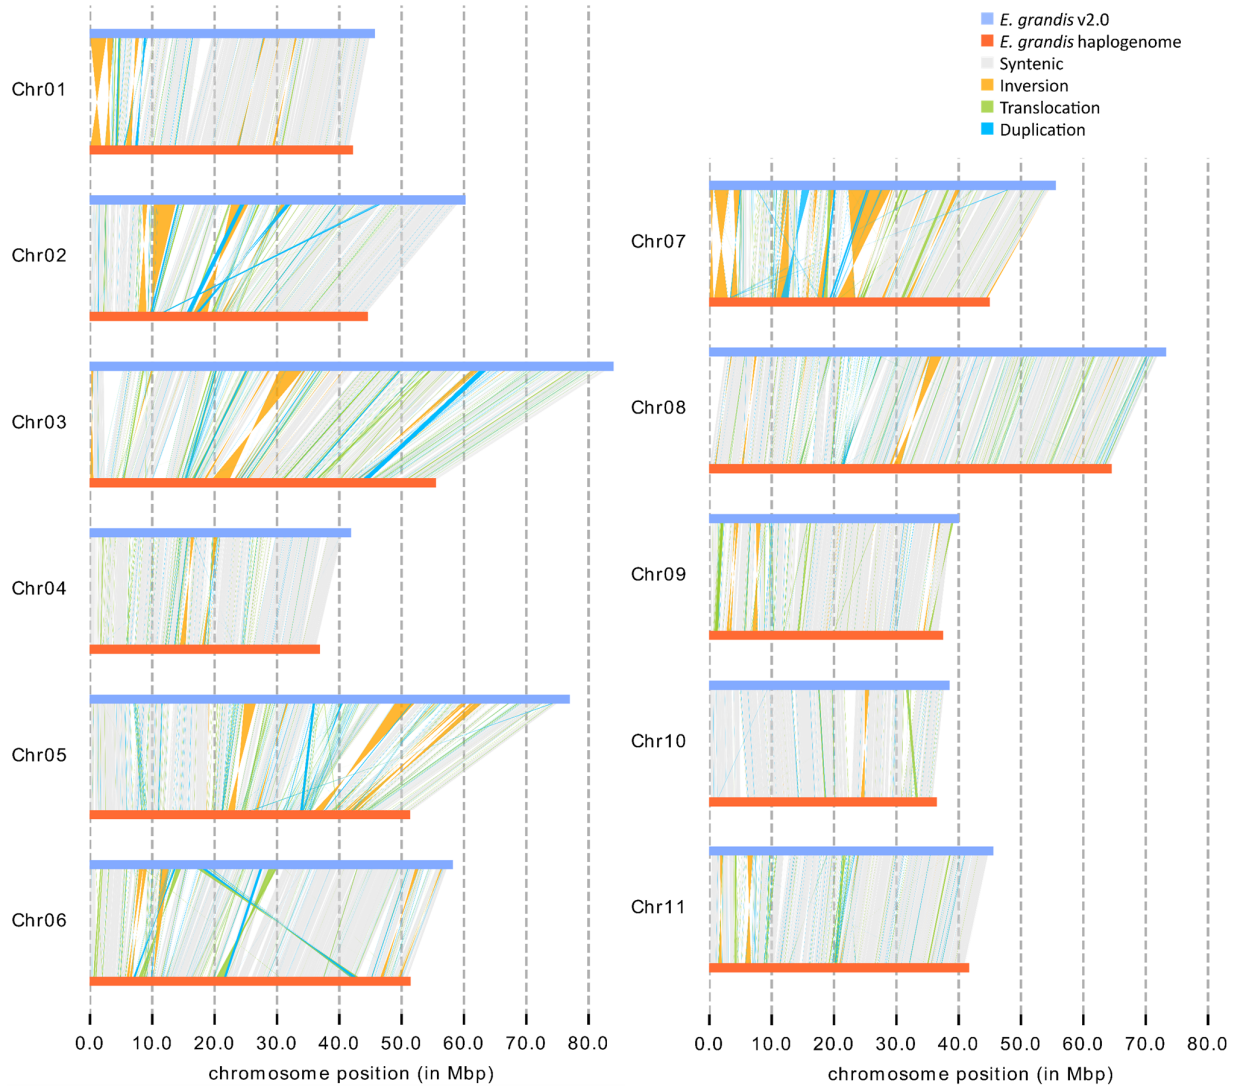 E. grandis v2.0
E. grandis haplogenome
Syntenic
Inversion
Translocation
Duplication
Chr01
Chr02
Chr03
Chr04
Chr05
Chr06
0.0 10.0 20.0 30.0 40.0 50.0 60.0 70.0 80.0
chromosome position (in Mbp)
Chr07
Chr08
Chr09
Chr10
Chr11
0.0 10.0 20.0 30.0 40.0 50.0 60.0 70.0 80.0
chromosome position (in Mbp)